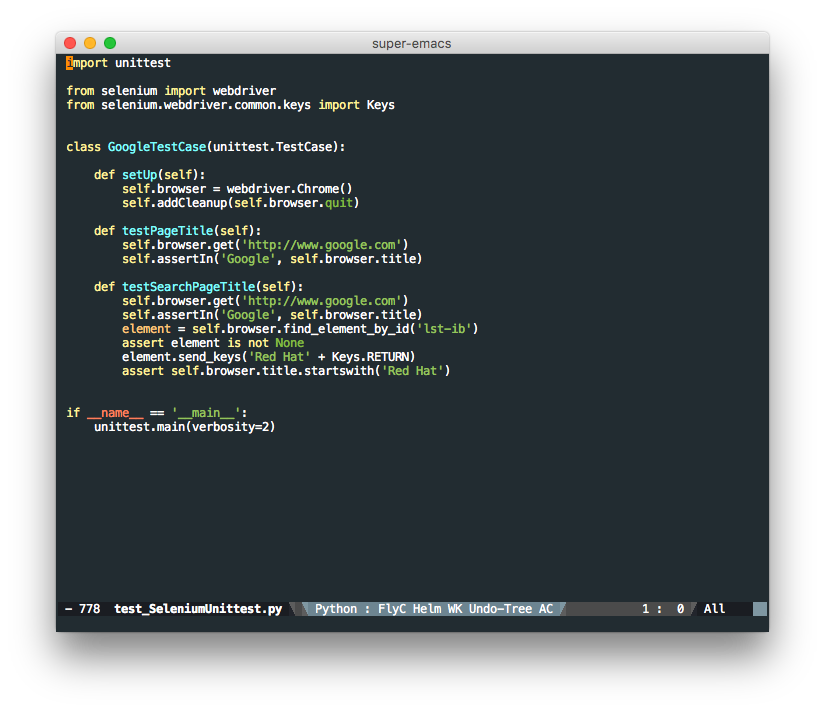 super-emacs
import unittest

from selenium import webdriver
from selenium.webdriver.common.keys import Keys


class GoogleTestCase(unittest.TestCase):

    def setUp(self):
        self.browser = webdriver.Chrome()
        self.addCleanup(self.browser.quit)

    def testPageTitle(self):
        self.browser.get('http://www.google.com')
        self.assertIn('Google', self.browser.title)

    def testSearchPageTitle(self):
        self.browser.get('http://www.google.com')
        self.assertIn('Google', self.browser.title)
        element = self.browser.find_element_by_id('lst-ib')
        assert element is not None
        element.send_keys('Red Hat' + Keys.RETURN)
        assert self.browser.title.startswith('Red Hat')


if __name__ == '__main__':
    unittest.main(verbosity=2)
– 778 test_SeleniumUnittest.py Python : FlyC Helm WK Undo–Tree AC 1 : 0 All